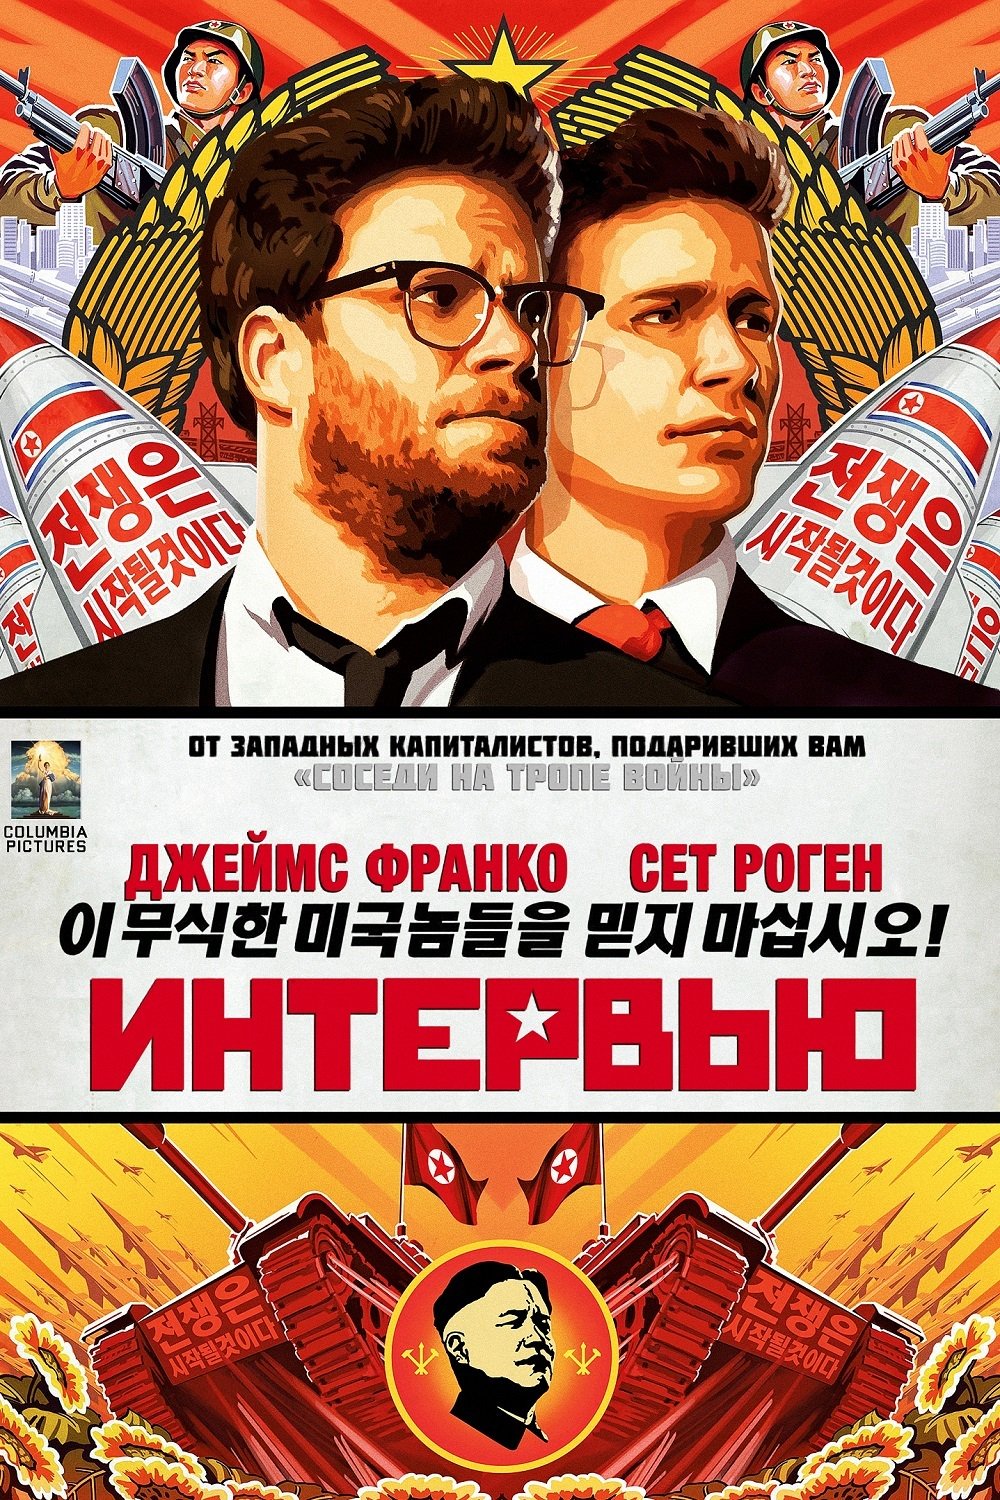 전쟁은
시작될것이다
전쟁은
시작될것이다
ОТ ЗАПАДНЫХ КАПИТАЛИСТОВ, ПОДАРИВШИХ ВАМ
«СОСЕДИ НА ТРОПЕ ВОЙНЫ»
COLUMBIA
PICTURES
ДЖЕЙМС ФРАНКО СЕТ РОГЕН
이 무식한 미국놈들을 믿지 마십시오!
ИНТЕРВЬЮ
전쟁은
시작될것이다
전쟁은
시작될것이다